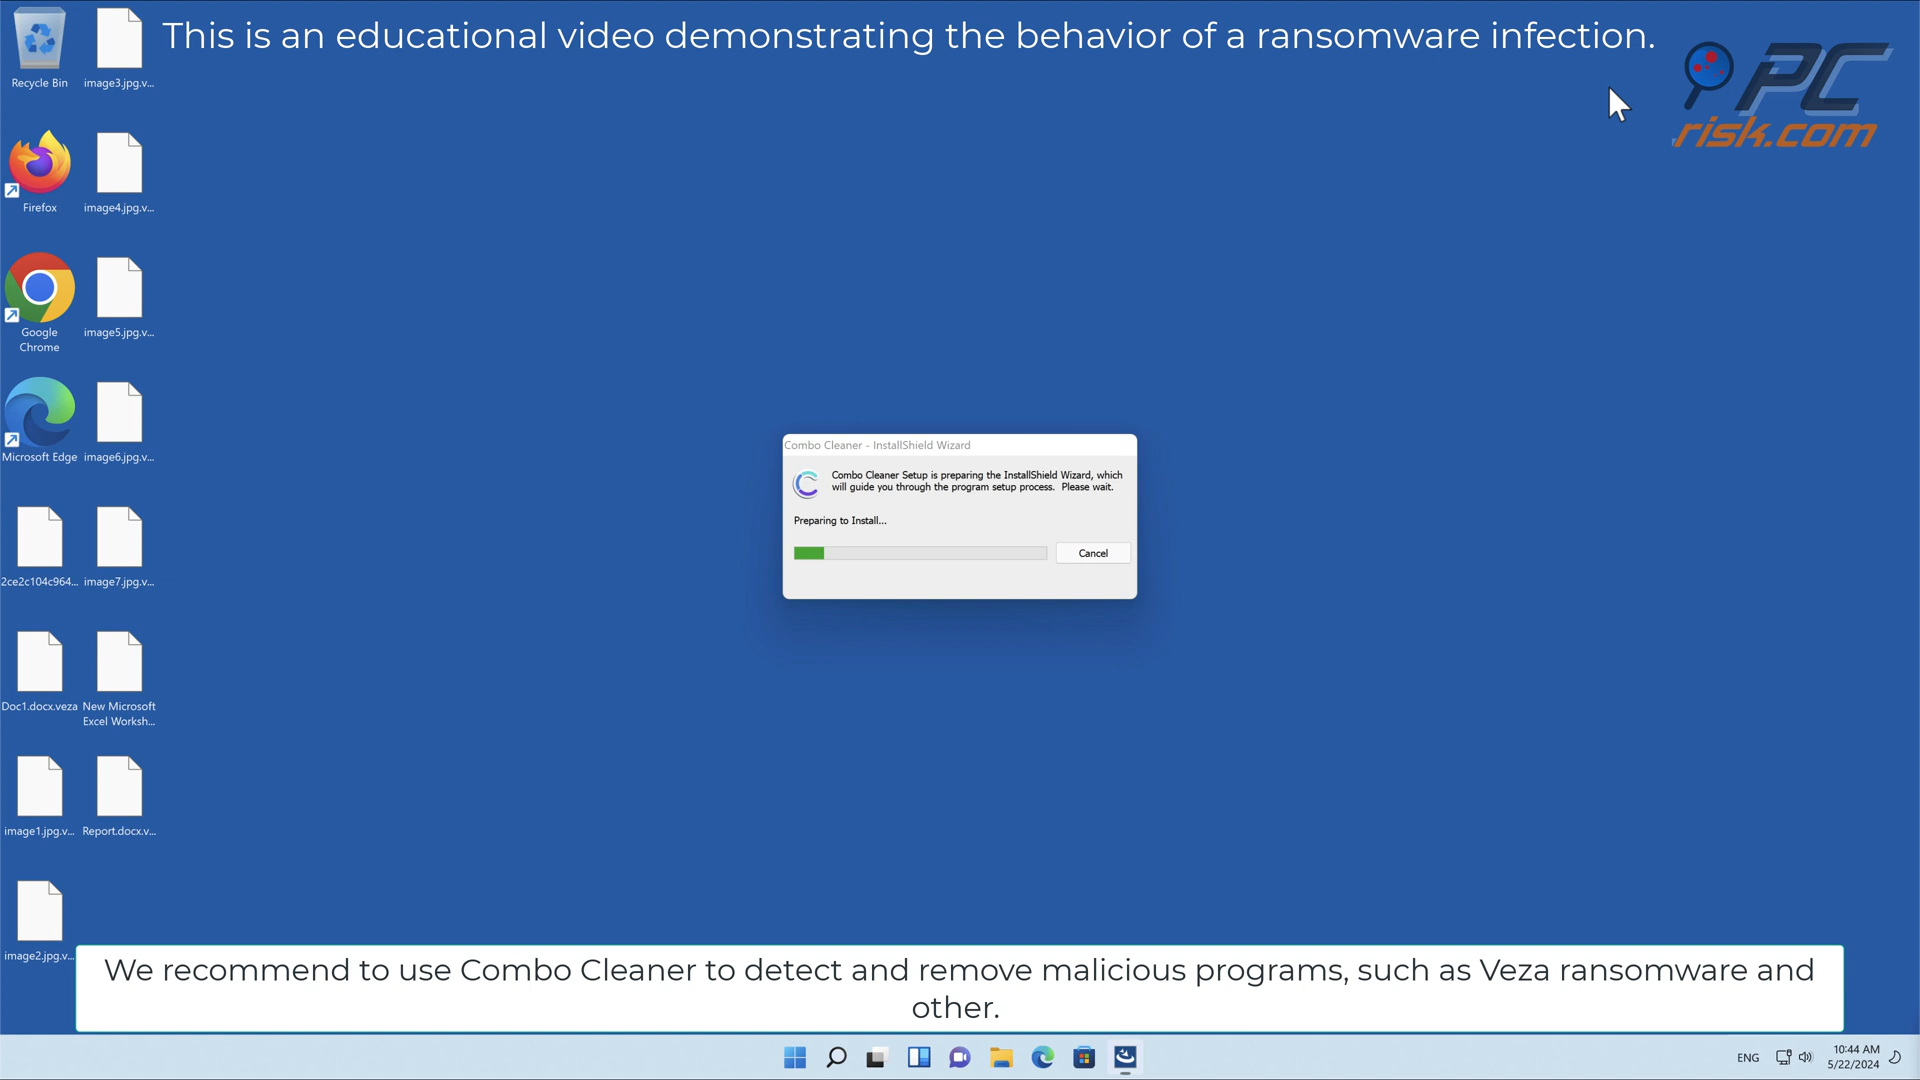 This is an educational video demonstrating the behavior of a ransomware infection.
PC
risk.com
Recycle Bin
image3.jpg.v...
Firefox
image4.jpg.v...
Google
Chrome
image5.jpg.v...
Microsoft Edge
image6.jpg.v...
2ce2c104c964...
image7.jpg.v...
Doc1.docx.veza
New Microsoft
Excel Worksh...
image1.jpg.v...
Report.docx.v...
image2.jpg.v...
Combo Cleaner - InstallShield Wizard
Combo Cleaner Setup is preparing the InstallShield Wizard, which
will guide you through the program setup process. Please wait.
Preparing to Install...
Cancel
We recommend to use Combo Cleaner to detect and remove malicious programs, such as Veza ransomware and
other.
ENG
10:44 AM
5/22/2024